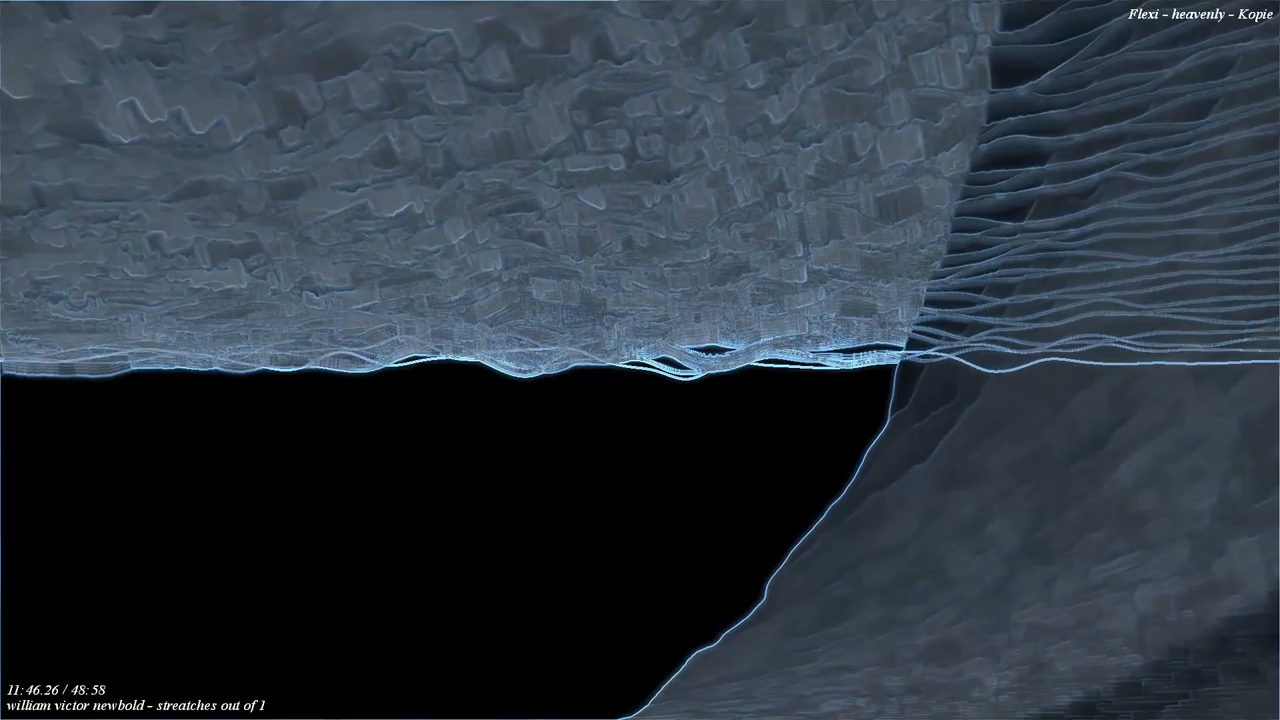 Flexi - heavenly - Kopie
11:46.26 / 48:58
william victor newbold - streatches out of 1